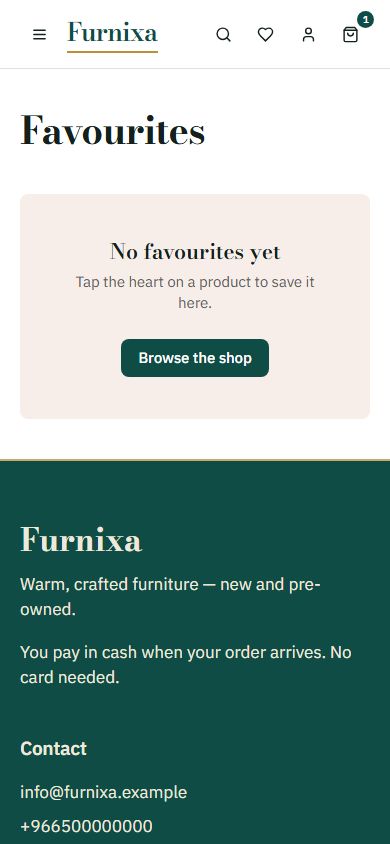 Furnixa
1
Favourites
No favourites yet
Tap the heart on a product to save it
here.
Browse the shop
Furnixa
Warm, crafted furniture — new and pre-
owned.
You pay in cash when your order arrives. No
card needed.
Contact
info@furnixa.example
+966500000000